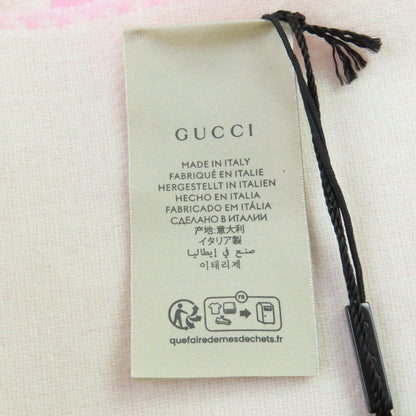 GUCCI
MADE IN ITALY
FABRIQUÉ EN ITALIE
HERGESTELLT IN ITALIEN
HECHO EN ITALIA
FABRICADO EM ITÁLIA
СДЕЛАНО В ИТАЛИИ
产地:意大利
イタリア製
صنع في إيطاليا
이태리제
FR
quefairedemesdechets.fr